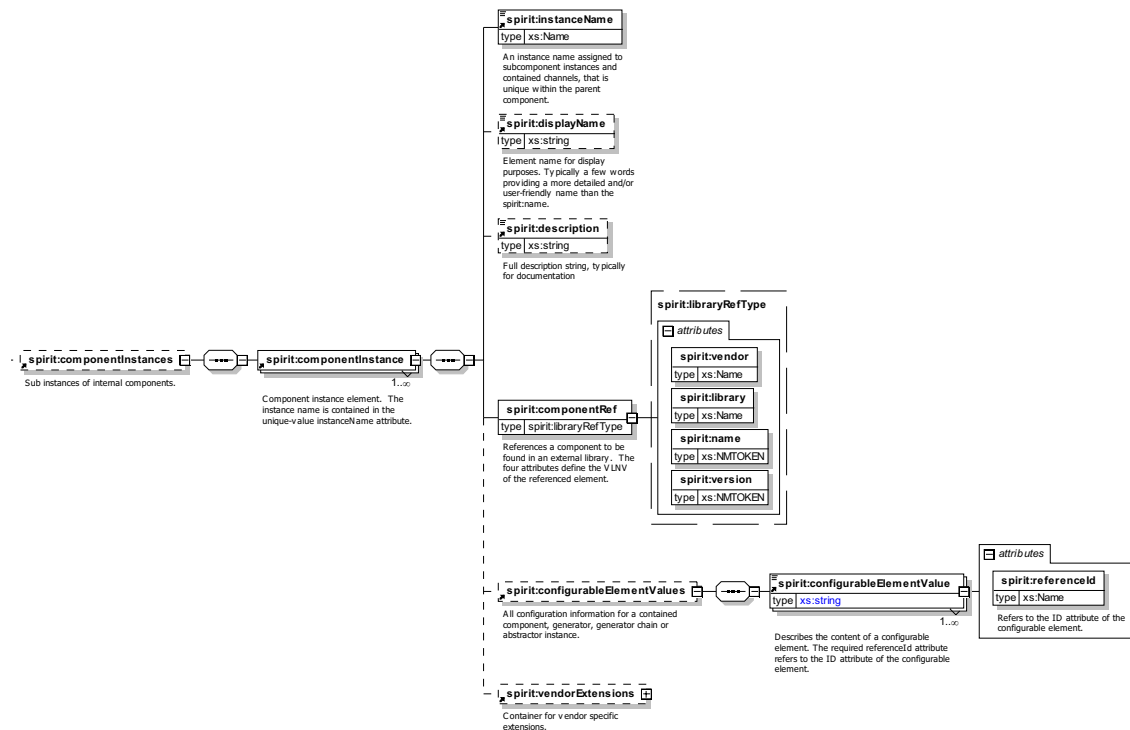 spirit:instanceName
type xs:Name
An instance name assigned to
subcomponent instances and
contained channels, that is
unique within the parent
component.
spirit:displayName
type xs:string
Element name for display
purposes. Typically a few words
providing a more detailed and/or
user-friendly name than the
spirit:name.
spirit:description
type xs:string
Full description string, typically
for documentation
spirit:componentInstances
Sub instances of internal components.
spirit:componentInstance
1..∞
Component instance element. The
instance name is contained in the
unique-value instanceName attribute.
spirit:componentRef
type spirit:libraryRefType
References a component to be
found in an external library. The
four attributes define the VLNV
of the referenced element.
spirit:libraryRefType
attributes
spirit:vendor
type xs:Name
spirit:library
type xs:Name
spirit:name
type xs:NMTOKEN
spirit:version
type xs:NMTOKEN
spirit:configurableElementValues
All configuration information for a contained
component, generator, generator chain or
abstractor instance.
spirit:configurableElementValue
type xs:string
1..∞
Describes the content of a configurable
element. The required referenceId attribute
refers to the ID attribute of the configurable
element.
attributes
spirit:referenceId
type xs:Name
Refers to the ID attribute of the
configurable element.
spirit:vendorExtensions
Container for vendor specific
extensions.